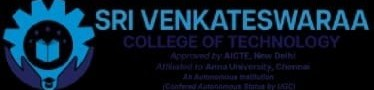 SRI VENKATESWARAA
COLLEGE OF TECHNOLOGY
Approved by AICTE, New Delhi
Affiliated to Anna University, Chennai
An Autonomous Institution
(Conferred Autonomous Status by UGC)